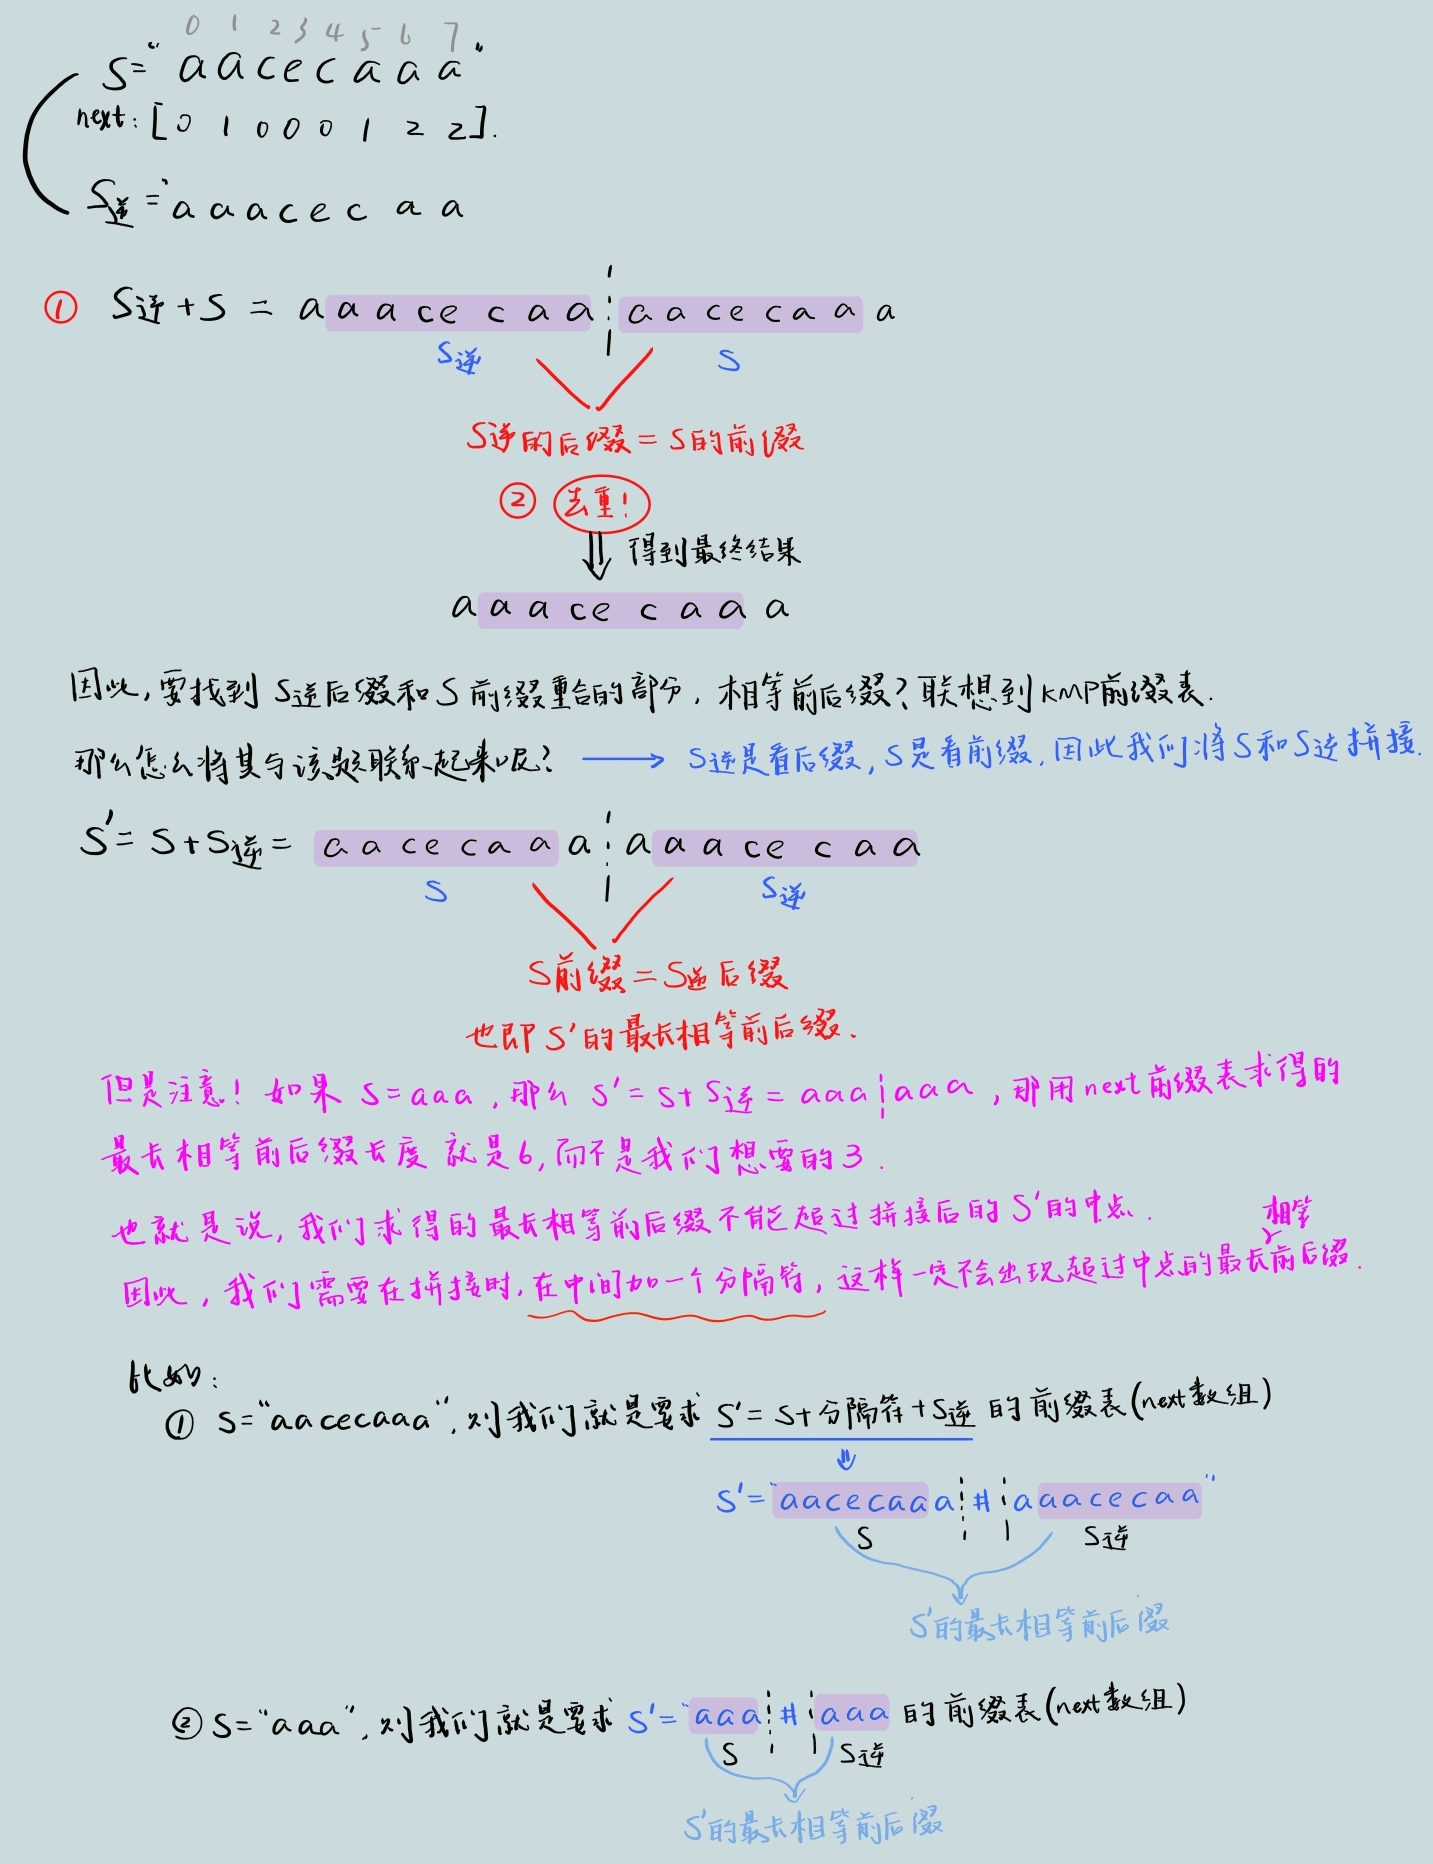 0 1 2 3 4 5 6 7
S="aacecaaa"
next:[0 1 0 0 0 1 2 2].
S逆="aaacecaa
① S逆+S = aaacecaa aacecaaa
S逆 S
S逆的后缀=S的前缀
② 去重!
得到最终结果
aaacecaaa
因此,要找到S逆后缀和S前缀重合的部分,相等前后缀?联想到KMP前缀表.
那么怎么将其与该题联系起来呢? → S逆是看后缀,S是看前缀,因此我们将S和S逆拼接.
S'=S+S逆= aacecaaa aaacecaa
S S逆
S前缀=S逆后缀
也即S'的最长相等前后缀.
但是注意!如果S=aaa,那么S'=S+S逆=aaa¦aaa,那用next前缀表求得的
最长相等前后缀长度就是6,而不是我们想要的3.
也就是说,我们求得的最长相等前后缀不能超过拼接后的S'的中点.
因此,我们需要在拼接时,在中间加一个分隔符,这样一定不会出现超过中点的最长相等前后缀.
比如:
① S="aacecaaa",则我们就是要求S'=S+分隔符+S逆的前缀表(next数组)
S'="aacecaaa # aaacecaa"
S S逆
S'的最长相等前后缀
② S="aaa",则我们就是要求S'="aaa # aaa的前缀表(next数组)
S S逆
S'的最长相等前后缀